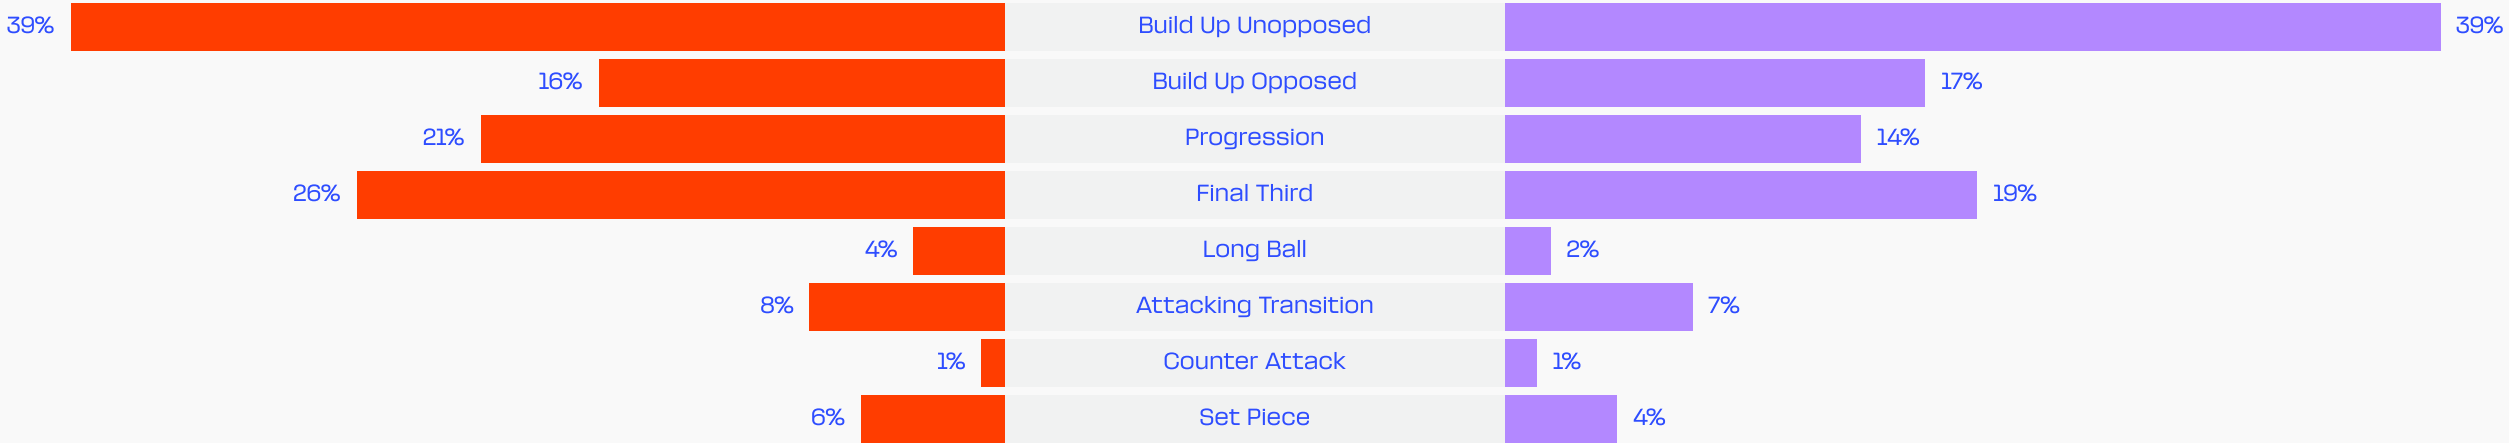 39% Build Up Unopposed 39%
16% Build Up Opposed 17%
21% Progression 14%
26% Final Third 19%
4% Long Ball 2%
8% Attacking Transition 7%
1% Counter Attack 1%
6% Set Piece 4%